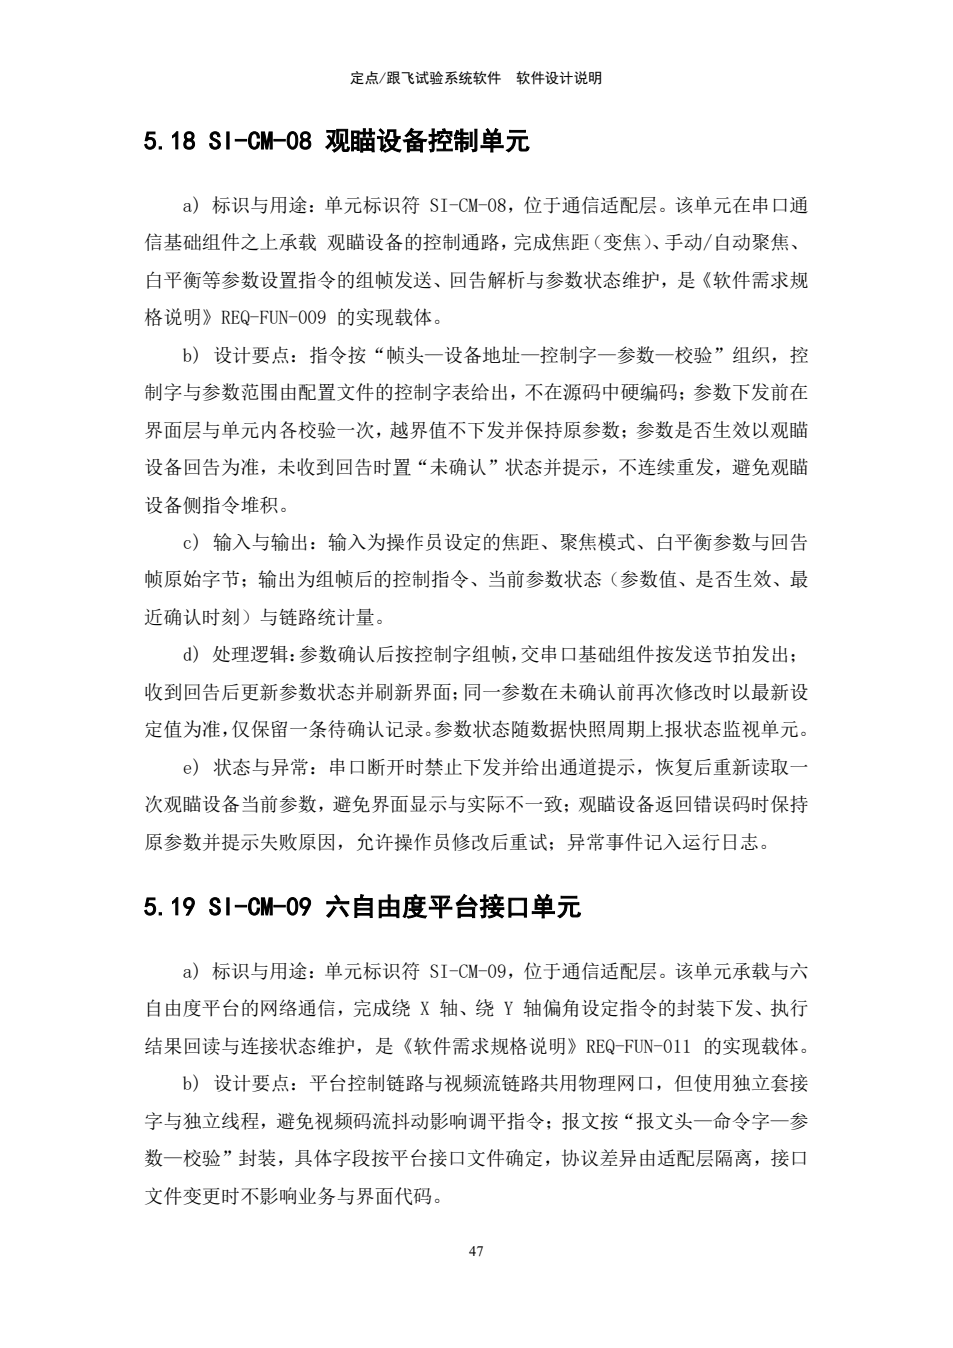 定点/跟飞试验系统软件 软件设计说明
5.18 SI-CM-08 观瞄设备控制单元
a) 标识与用途：单元标识符 SI-CM-08，位于通信适配层。该单元在串口通
信基础组件之上承载 观瞄设备的控制通路，完成焦距（变焦）、手动/自动聚焦、
白平衡等参数设置指令的组帧发送、回告解析与参数状态维护，是《软件需求规
格说明》REQ-FUN-009 的实现载体。
b) 设计要点：指令按“帧头—设备地址—控制字—参数—校验”组织，控
制字与参数范围由配置文件的控制字表给出，不在源码中硬编码；参数下发前在
界面层与单元内各校验一次，越界值不下发并保持原参数；参数是否生效以观瞄
设备回告为准，未收到回告时置“未确认”状态并提示，不连续重发，避免观瞄
设备侧指令堆积。
c) 输入与输出：输入为操作员设定的焦距、聚焦模式、白平衡参数与回告
帧原始字节；输出为组帧后的控制指令、当前参数状态（参数值、是否生效、最
近确认时刻）与链路统计量。
d) 处理逻辑：参数确认后按控制字组帧，交串口基础组件按发送节拍发出；
收到回告后更新参数状态并刷新界面；同一参数在未确认前再次修改时以最新设
定值为准，仅保留一条待确认记录。参数状态随数据快照周期上报状态监视单元。
e) 状态与异常：串口断开时禁止下发并给出通道提示，恢复后重新读取一
次观瞄设备当前参数，避免界面显示与实际不一致；观瞄设备返回错误码时保持
原参数并提示失败原因，允许操作员修改后重试；异常事件记入运行日志。
5.19 SI-CM-09 六自由度平台接口单元
a) 标识与用途：单元标识符 SI-CM-09，位于通信适配层。该单元承载与六
自由度平台的网络通信，完成绕 X 轴、绕 Y 轴偏角设定指令的封装下发、执行
结果回读与连接状态维护，是《软件需求规格说明》REQ-FUN-011 的实现载体。
b) 设计要点：平台控制链路与视频流链路共用物理网口，但使用独立套接
字与独立线程，避免视频码流抖动影响调平指令；报文按“报文头—命令字—参
数—校验”封装，具体字段按平台接口文件确定，协议差异由适配层隔离，接口
文件变更时不影响业务与界面代码。
47